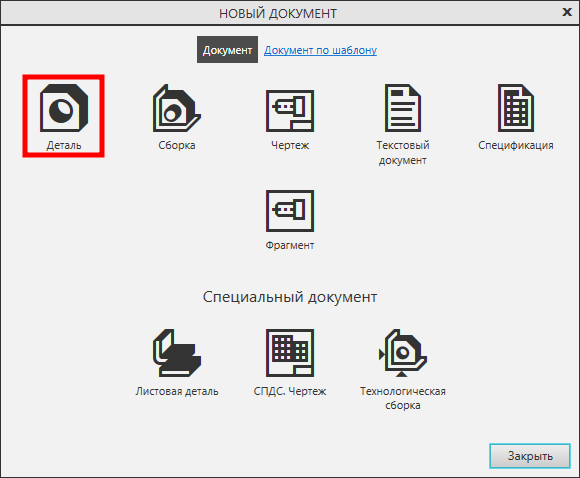 НОВЫЙ ДОКУМЕНТ
Документ Документ по шаблону
Деталь Сборка Чертеж Текстовый документ Спецификация
Фрагмент
Специальный документ
Листовая деталь СПДС. Чертеж Технологическая сборка
Закрыть